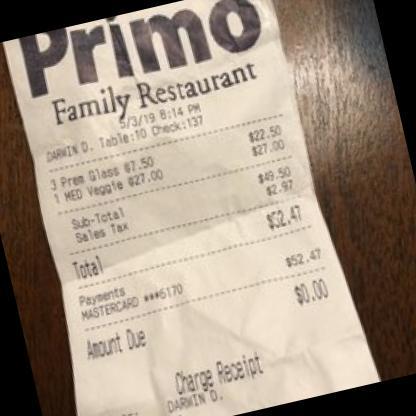 Primo
Family Restaurant
5/3/19 8:14 PM
DARWIN D. Table:10 Check:137
3 Prem Glass @7.50 $22.50
1 MED Veggie @27.00 $27.00
Sub-Total $49.50
Sales Tax $2.97
Total $52.47
Payments
MASTERCARD ***6170 $52.47
Amount Due $0.00
Charge Receipt
DARWIN D.